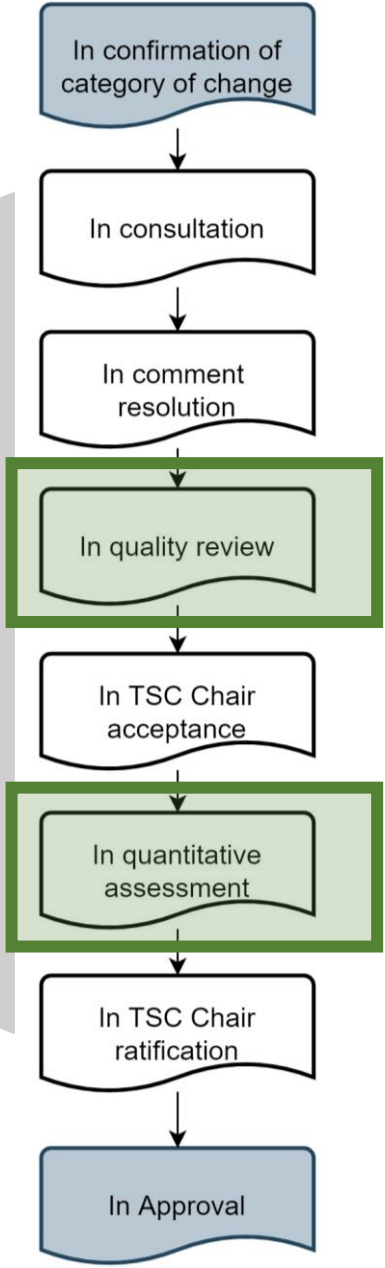 In confirmation of
category of change
In consultation
In comment
resolution
In quality review
In TSC Chair
acceptance
In quantitative
assessment
In TSC Chair
ratification
In Approval